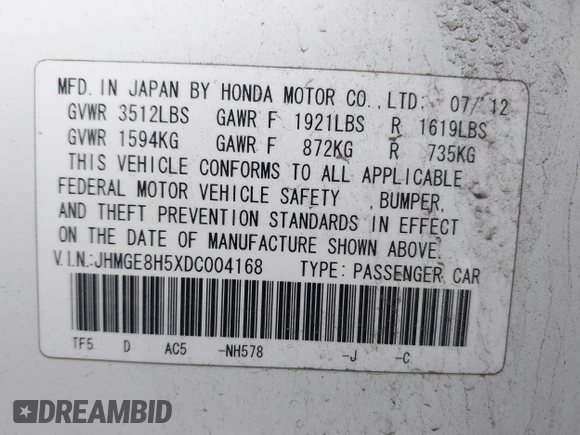 MFD. IN JAPAN BY HONDA MOTOR CO.,LTD. 07/'12
GVWR 3512LBS GAWR F 1921LBS R 1619LBS
GVWR 1594KG GAWR F 872KG R 735KG
THIS VEHICLE CONFORMS TO ALL APPLICABLE
FEDERAL MOTOR VEHICLE SAFETY ,BUMPER,
AND THEFT PREVENTION STANDARDS IN EFFECT
ON THE DATE OF MANUFACTURE SHOWN ABOVE.
V.I.N.:JHMGE8H5XDC004168 TYPE: PASSENGER CAR
TF5 D AC5 -NH578 -J -C
DREAMBID